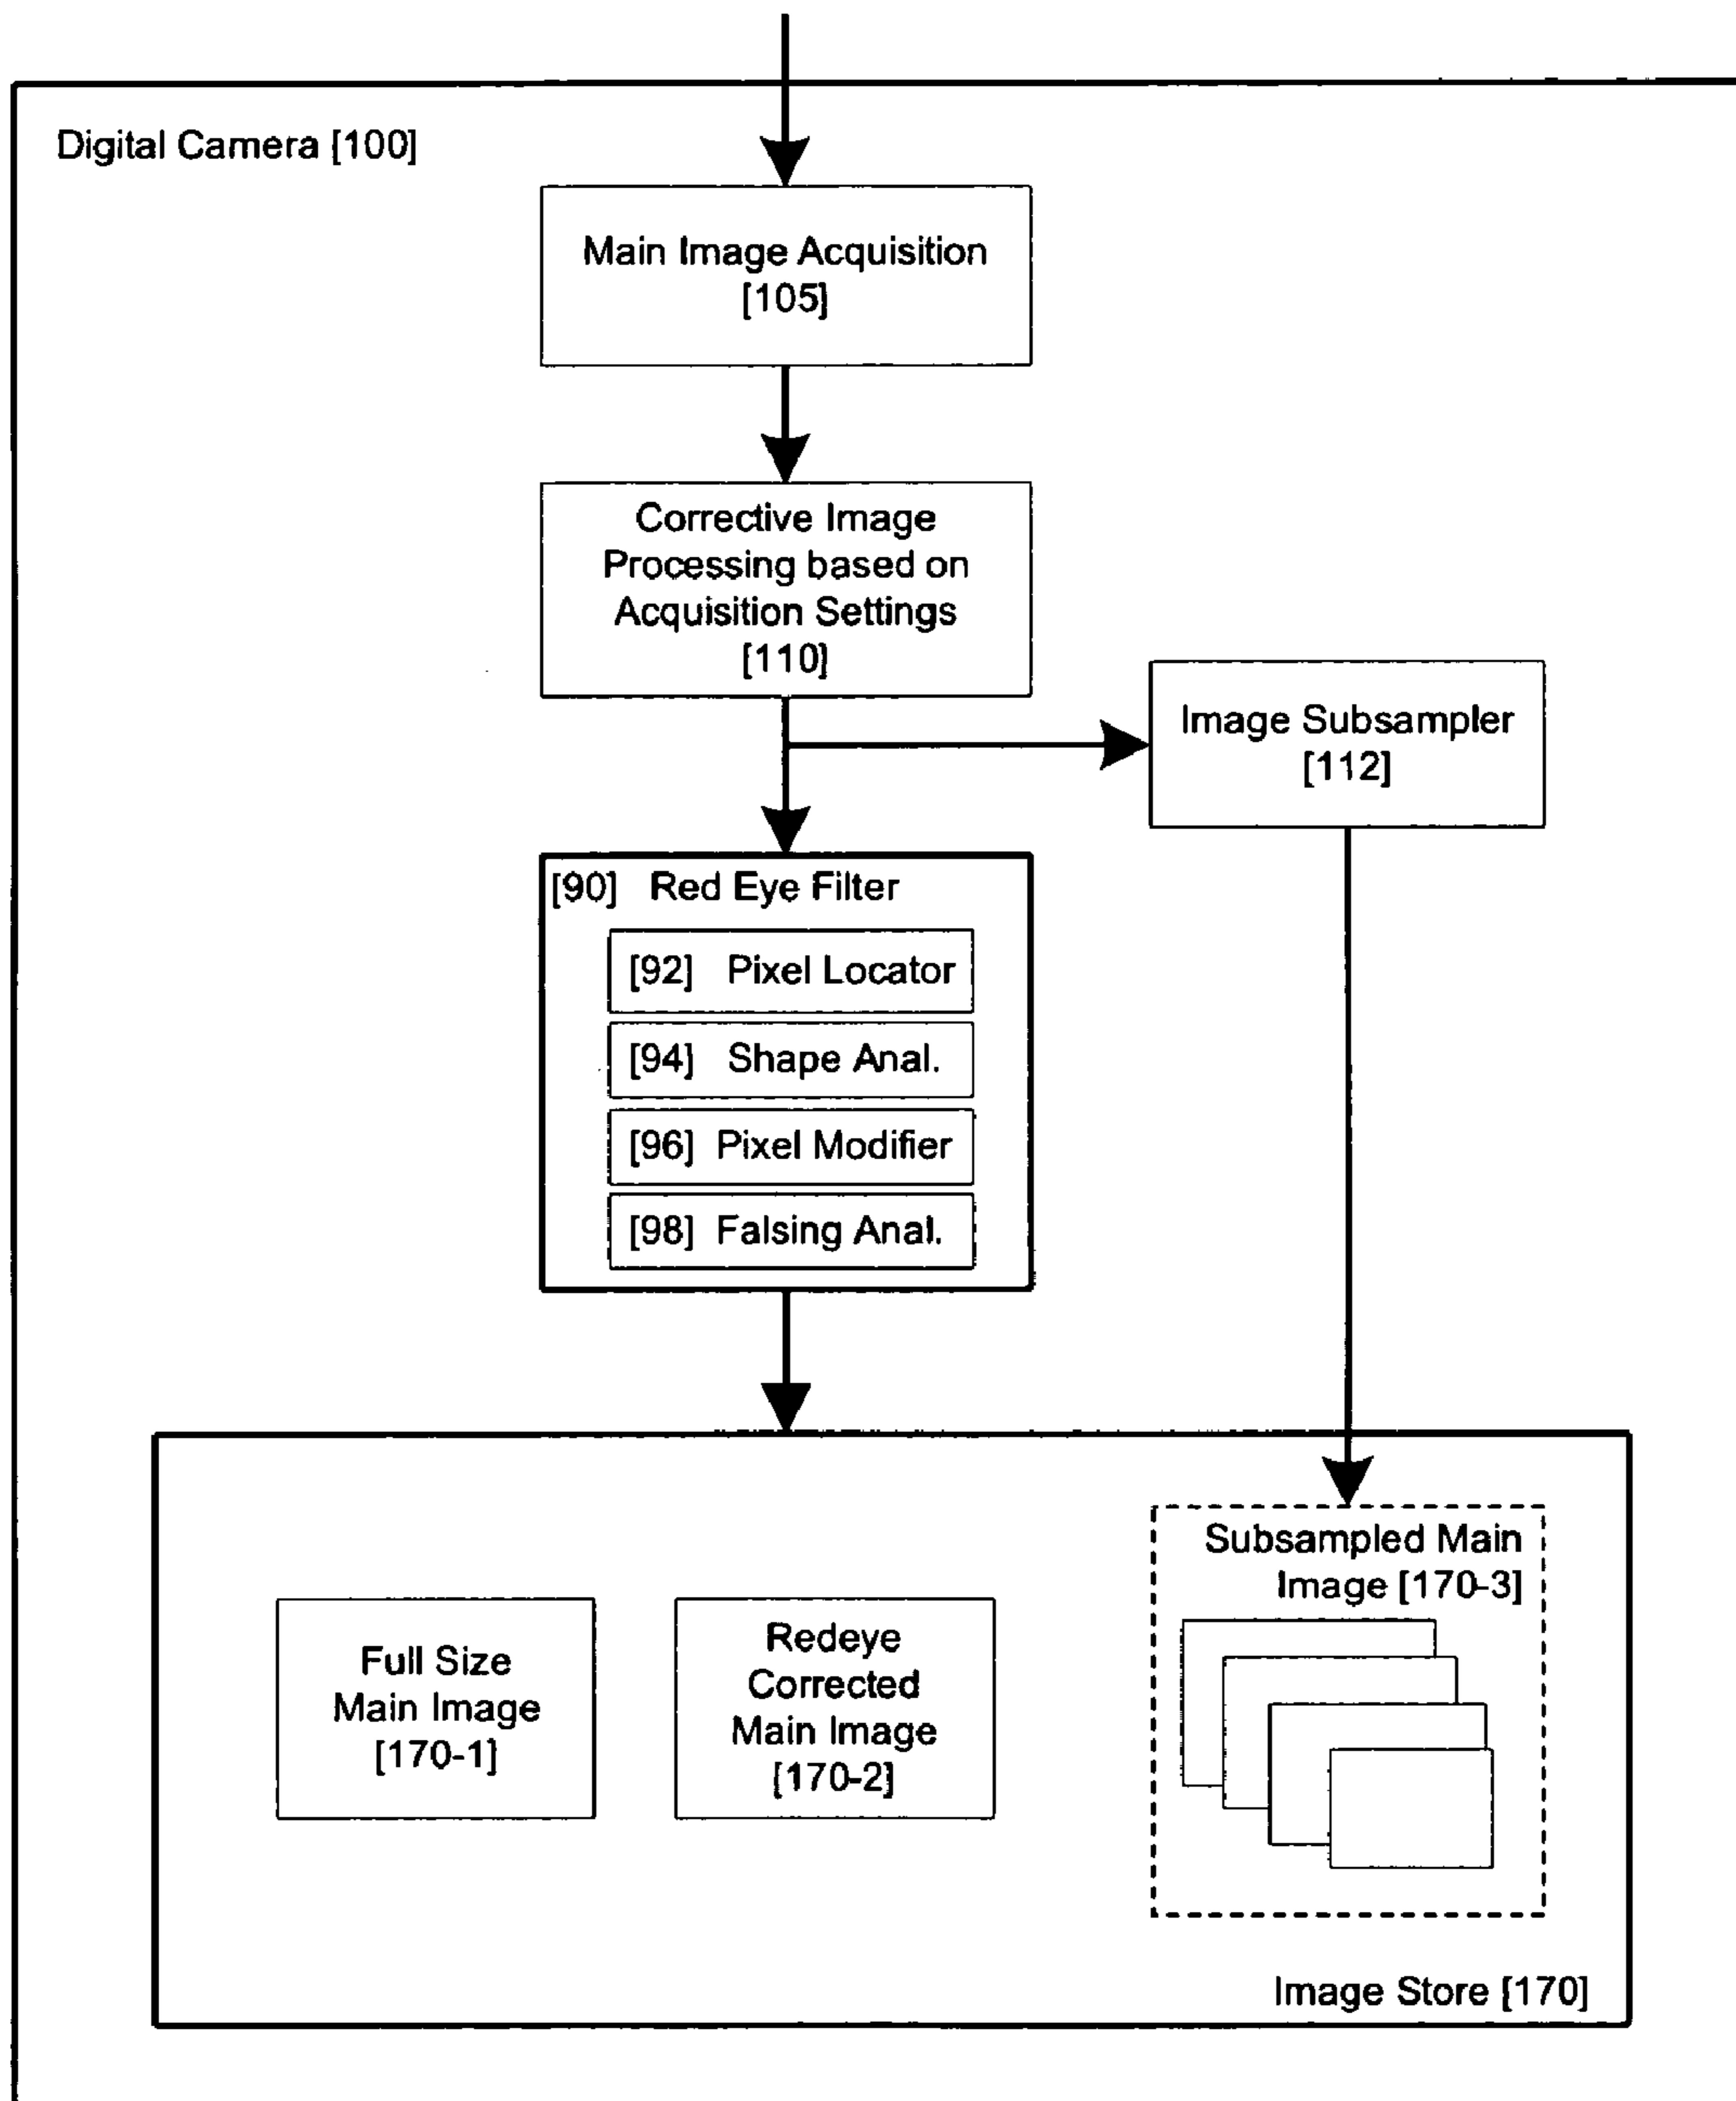 Digital Camera [100]
Main Image Acquisition
[105]
Corrective Image
Processing based on
Acquisition Settings
[110]
Image Subsampler
[112]
[90] Red Eye Filter
[92] Pixel Locator
[94] Shape Anal.
[96] Pixel Modifier
[98] Falsing Anal.
Full Size
Main Image
[170-1]
Redeye
Corrected
Main Image
[170-2]
Subsampled Main
Image [170-3]
Image Store [170]